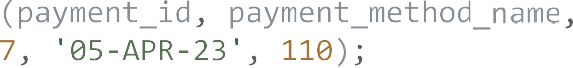 (payment_id, payment_method_name,
7, '05-APR-23', 110);